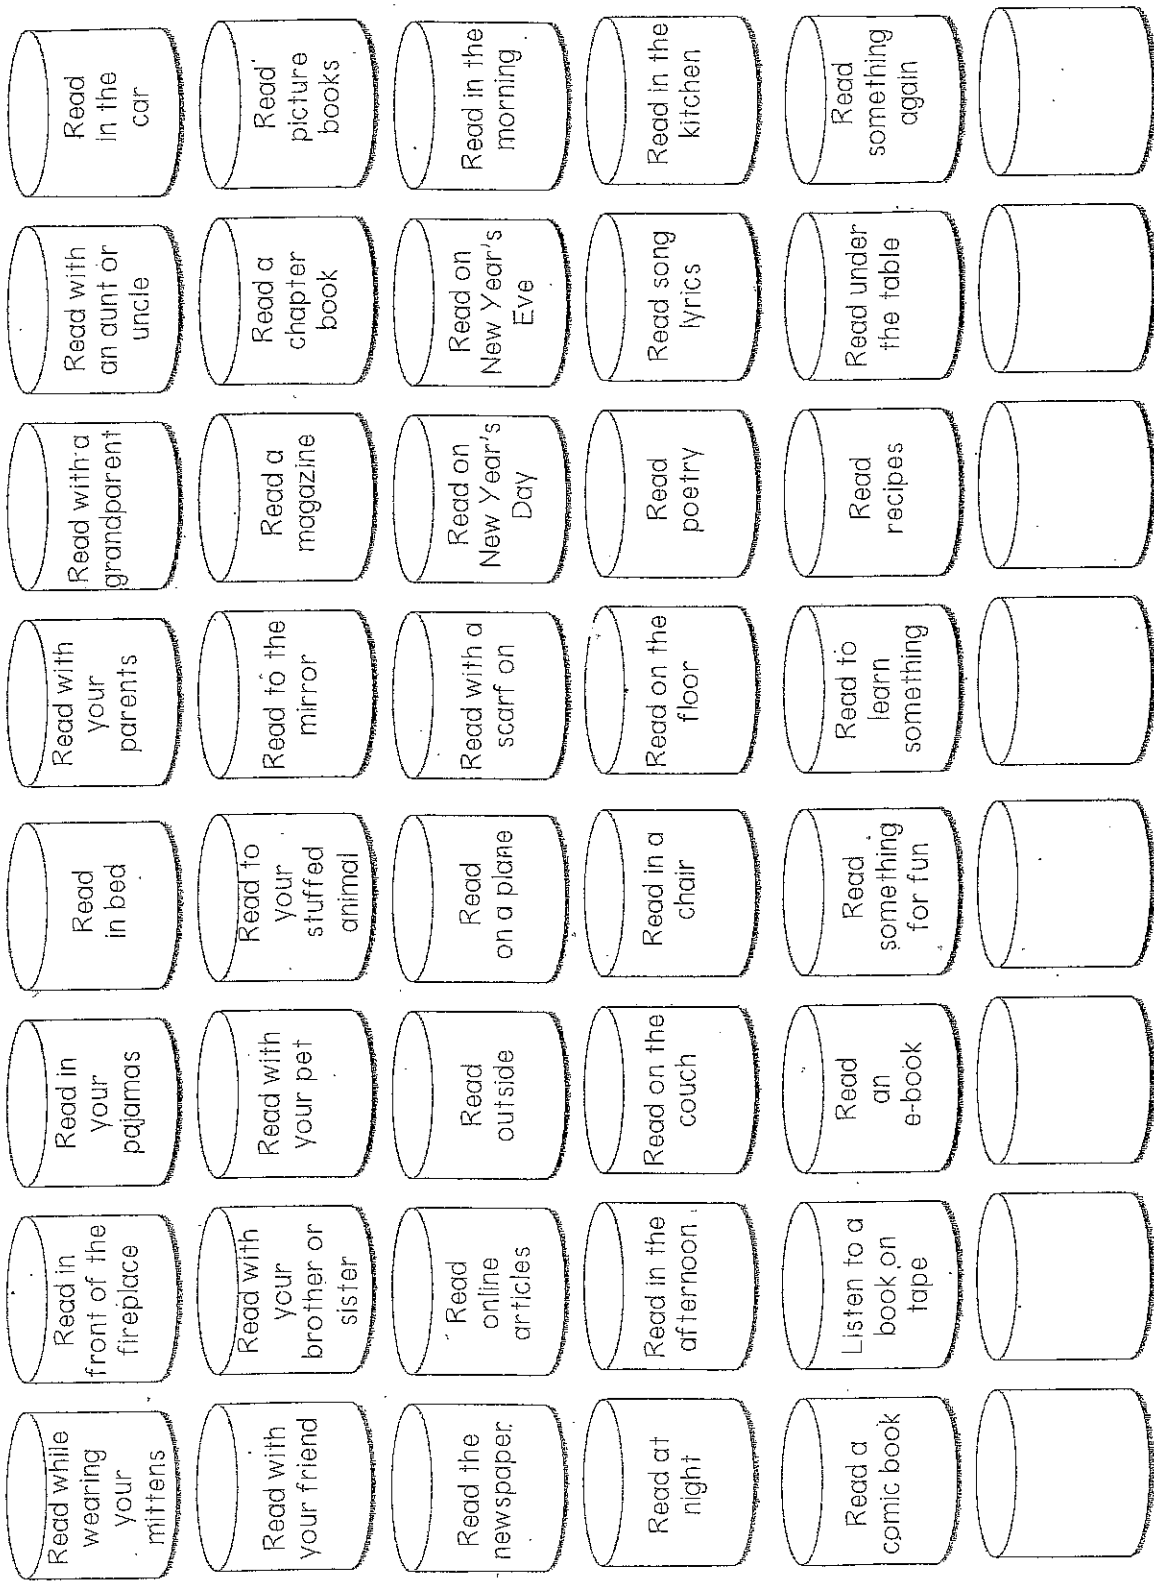 Read while
wearing
your
mittens
Read in
front of the
fireplace
Read in
your
pajamas
Read
in bed
Read with
your
parents
Read with a
grandparent
Read with
an aunt or
uncle
Read
in the
car
Read with
your friend
Read with
your
brother or
sister
Read with
your pet
Read to
your
stuffed
animal
Read to the
mirror
Read a
magazine
Read a
chapter
book
Read
picture
books
Read the
newspaper.
Read
online
articles
Read
outside
Read
on a plane
Read with a
scarf on
Read on
New Year's
Day
Read on
New Year's
Eve
Read in the
morning
Read at
night
Read in the
afternoon
Read on the
couch
Read in a
chair
Read on the
floor
Read
poetry
Read song
lyrics
Read in the
kitchen
Read a
comic book
Listen to a
book on
tape
Read
an
e-book
Read
something
for fun
Read to
learn
something
Read
recipes
Read under
the table
Read
something
again